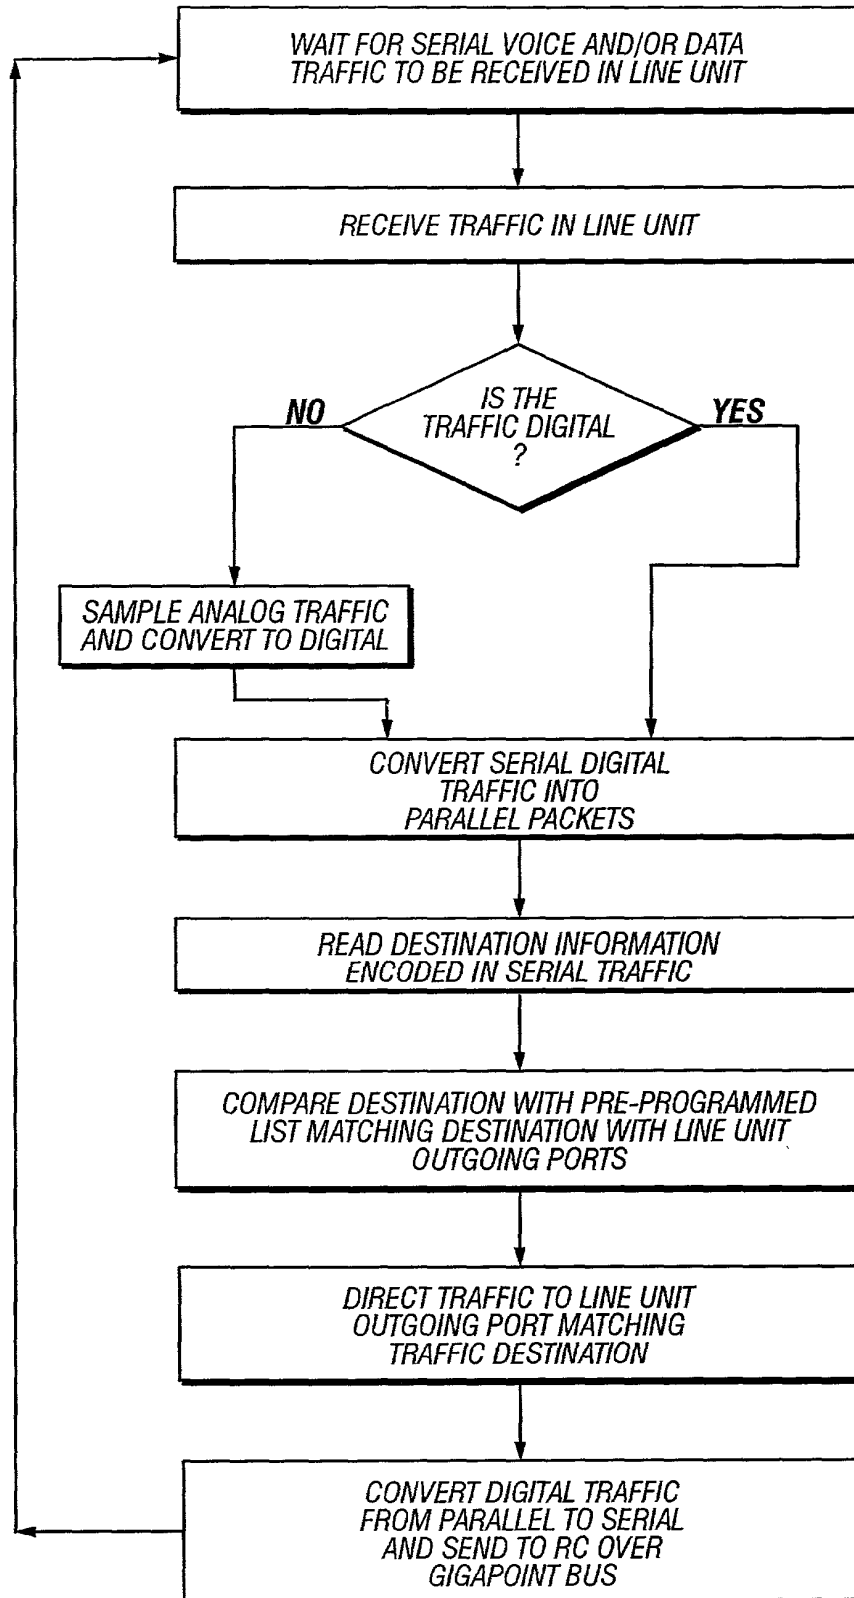 WAIT FOR SERIAL VOICE AND/OR DATA
TRAFFIC TO BE RECEIVED IN LINE UNIT
RECEIVE TRAFFIC IN LINE UNIT
IS THE
TRAFFIC DIGITAL
?
NO
YES
SAMPLE ANALOG TRAFFIC
AND CONVERT TO DIGITAL
CONVERT SERIAL DIGITAL
TRAFFIC INTO
PARALLEL PACKETS
READ DESTINATION INFORMATION
ENCODED IN SERIAL TRAFFIC
COMPARE DESTINATION WITH PRE-PROGRAMMED
LIST MATCHING DESTINATION WITH LINE UNIT
OUTGOING PORTS
DIRECT TRAFFIC TO LINE UNIT
OUTGOING PORT MATCHING
TRAFFIC DESTINATION
CONVERT DIGITAL TRAFFIC
FROM PARALLEL TO SERIAL
AND SEND TO RC OVER
GIGAPOINT BUS